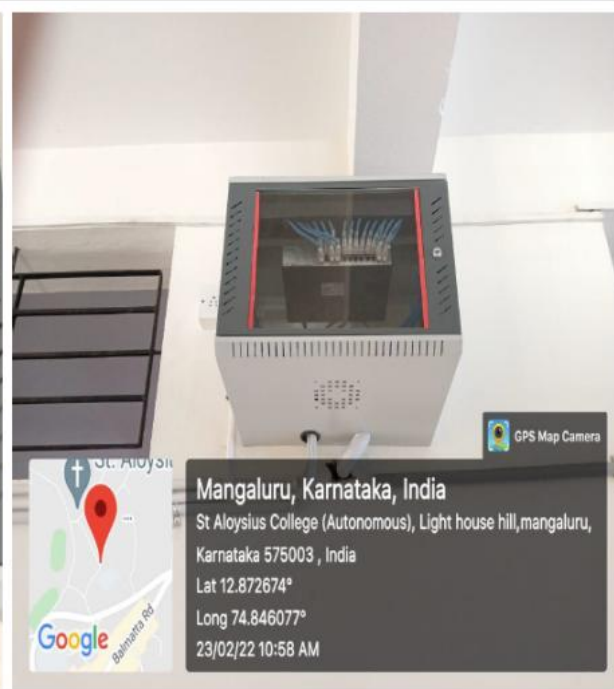 GPS Map Camera
St. Aloysi
Balmatta Rd
Google
Mangaluru, Karnataka, India
St Aloysius College (Autonomous), Light house hill,mangaluru,
Karnataka 575003 , India
Lat 12.872674°
Long 74.846077°
23/02/22 10:58 AM